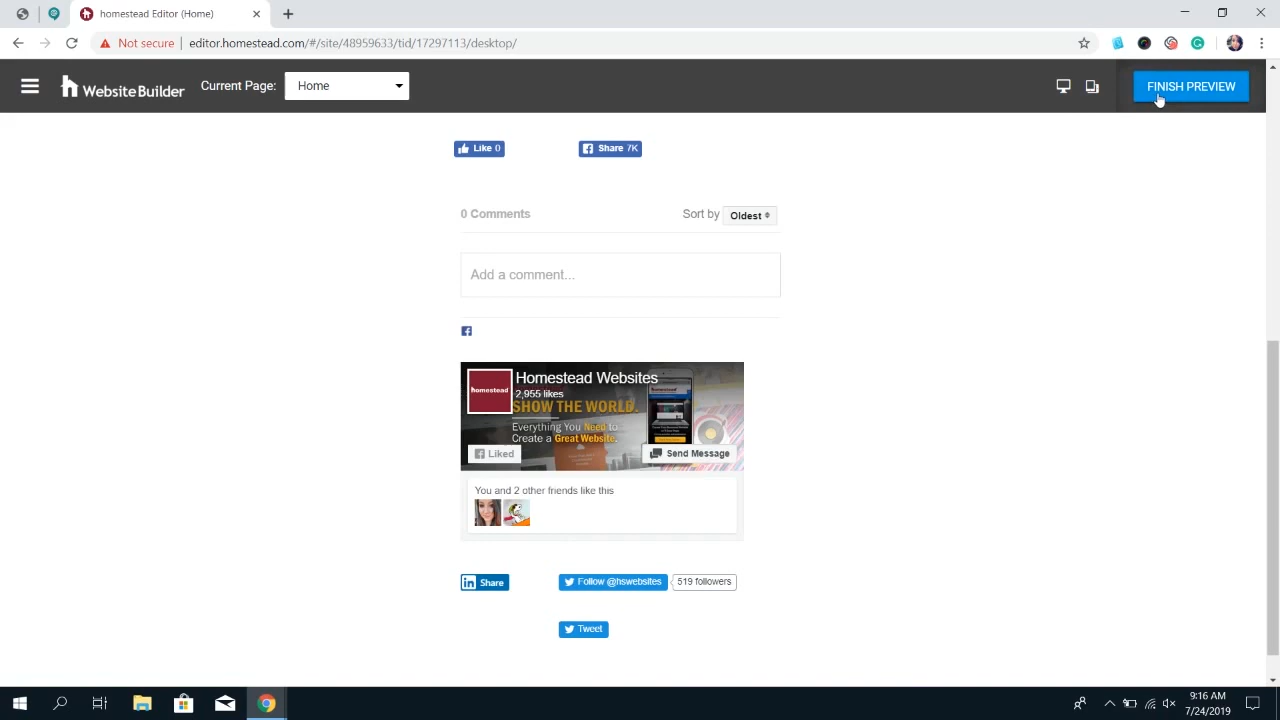 homestead Editor (Home)
Not secure
editor.homestead.com/#/site/48959633/tid/17297113/desktop/
WebsiteBuilder
Current Page:
Home
FINISH PREVIEW
Like 0
Share 7K
0 Comments
Sort by
Oldest
Add a comment...
homestead
Homestead Websites
2,955 likes
SHOW THE WORLD.
Everything You Need to
Create a Great Website.
Liked
Send Message
You and 2 other friends like this
in Share
Follow @hswebsites
519 followers
Tweet
9:16 AM
7/24/2019